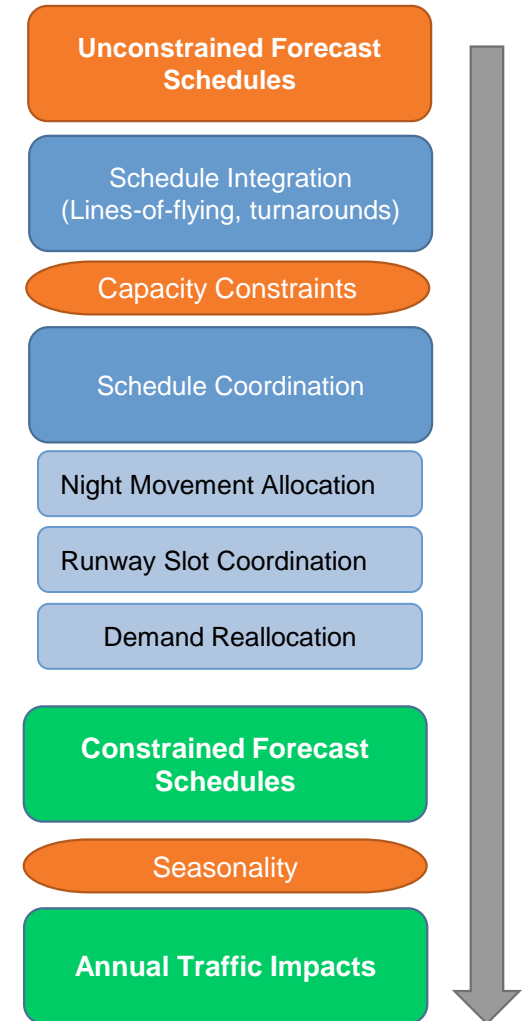 Unconstrained Forecast
Schedules
Schedule Integration
(Lines-of-flying, turnarounds)
Capacity Constraints
Schedule Coordination
Night Movement Allocation
Runway Slot Coordination
Demand Reallocation
Constrained Forecast
Schedules
Seasonality
Annual Traffic Impacts